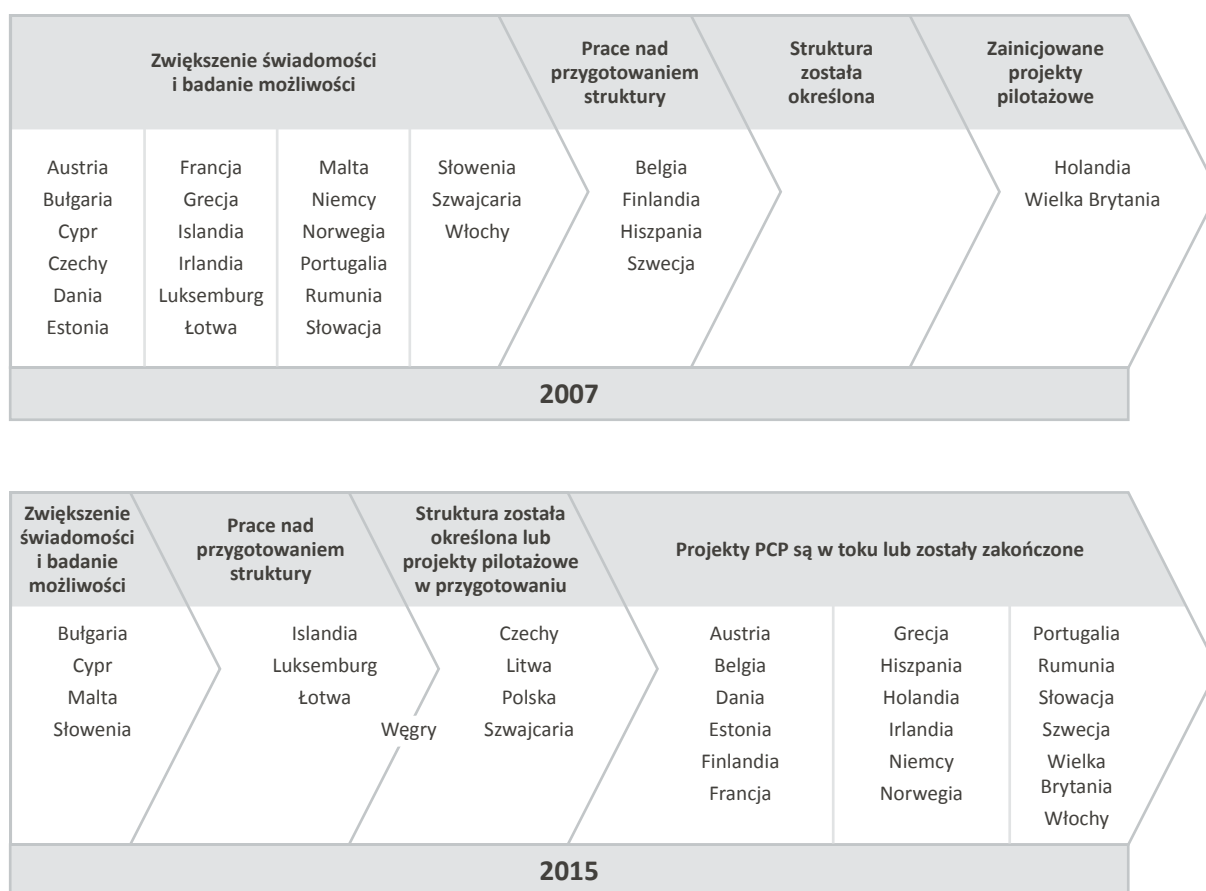 Zwiększenie świadomości
i badanie możliwości
Prace nad
przygotowaniem
struktury
Struktura
została
określona
Zainicjowane
projekty
pilotażowe
Austria
Bułgaria
Cypr
Czechy
Dania
Estonia
Francja
Grecja
Islandia
Irlandia
Luksemburg
Łotwa
Malta
Niemcy
Norwegia
Portugalia
Rumunia
Słowacja
Słowenia
Szwajcaria
Włochy
Belgia
Finlandia
Hiszpania
Szwecja
Holandia
Wielka Brytania
2007
Zwiększenie
świadomości
i badanie
możliwości
Prace nad
przygotowaniem
struktury
Struktura została
określona lub
projekty pilotażowe
w przygotowaniu
Projekty PCP są w toku lub zostały zakończone
Bułgaria
Cypr
Malta
Słowenia
Islandia
Luksemburg
Łotwa
Węgry
Czechy
Litwa
Polska
Szwajcaria
Austria
Belgia
Dania
Estonia
Finlandia
Francja
Grecja
Hiszpania
Holandia
Irlandia
Niemcy
Norwegia
Portugalia
Rumunia
Słowacja
Szwecja
Wielka
Brytania
Włochy
2015